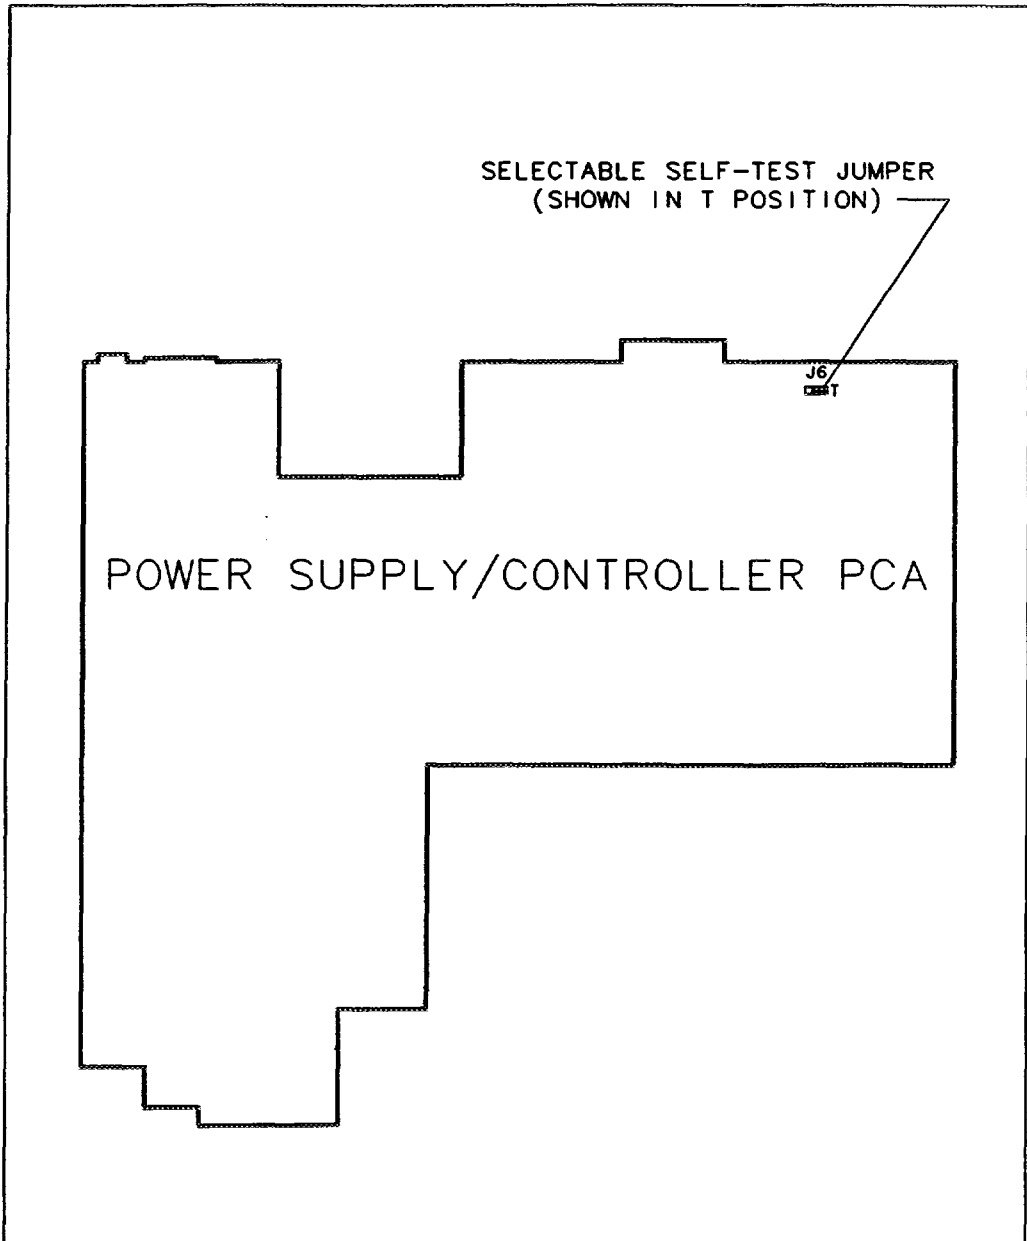 SELECTABLE SELF-TEST JUMPER
(SHOWN IN T POSITION)
J6
T
POWER SUPPLY/CONTROLLER PCA